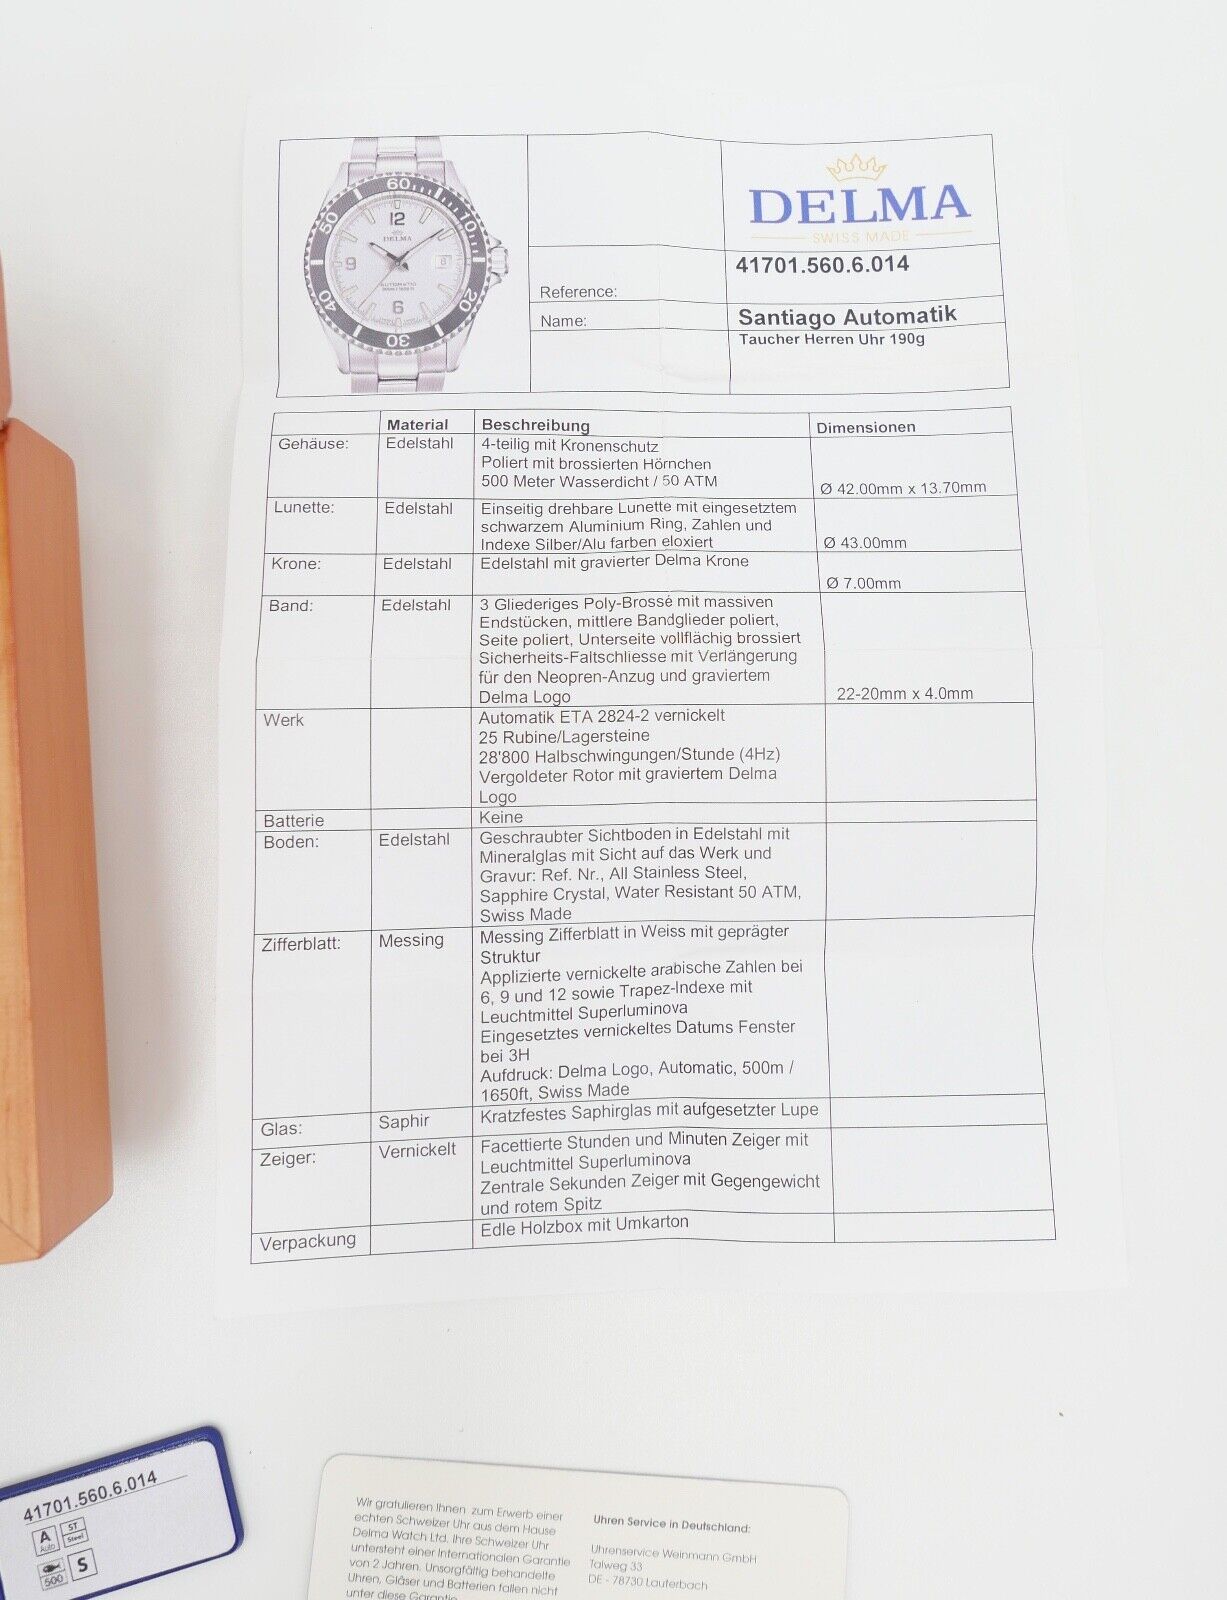 60
10
20
30
40
50
12
DELMA
9
8
AUTOMATIC
6
DELMA
SWISS MADE
Reference: 41701.560.6.014
Name: Santiago Automatik
Taucher Herren Uhr 190g
Material Beschreibung Dimensionen
Gehäuse: Edelstahl 4-teilig mit Kronenschutz
Poliert mit brossierten Hörnchen
500 Meter Wasserdicht / 50 ATM Ø 42.00mm x 13.70mm
Lunette: Edelstahl Einseitig drehbare Lunette mit eingesetztem
schwarzem Aluminium Ring, Zahlen und
Indexe Silber/Alu farben eloxiert Ø 43.00mm
Krone: Edelstahl Edelstahl mit gravierter Delma Krone
Ø 7.00mm
Band: Edelstahl 3 Gliederiges Poly-Brossé mit massiven
Endstücken, mittlere Bandglieder poliert,
Seite poliert, Unterseite vollflächig brossiert
Sicherheits-Faltschliesse mit Verlängerung
für den Neopren-Anzug und graviertem
Delma Logo 22-20mm x 4.0mm
Werk Automatik ETA 2824-2 vernickelt
25 Rubine/Lagersteine
28'800 Halbschwingungen/Stunde (4Hz)
Vergoldeter Rotor mit graviertem Delma
Logo
Batterie Keine
Boden: Edelstahl Geschraubter Sichtboden in Edelstahl mit
Mineralglas mit Sicht auf das Werk und
Gravur: Ref. Nr., All Stainless Steel,
Sapphire Crystal, Water Resistant 50 ATM,
Swiss Made
Zifferblatt: Messing Messing Zifferblatt in Weiss mit geprägter
Struktur
Applizierte vernickelte arabische Zahlen bei
6, 9 und 12 sowie Trapez-Indexe mit
Leuchtmittel Superluminova
Eingesetztes vernickeltes Datums Fenster
bei 3H
Aufdruck: Delma Logo, Automatic, 500m /
1650ft, Swiss Made
Glas: Saphir Kratzfestes Saphirglas mit aufgesetzter Lupe
Zeiger: Vernickelt Facettierte Stunden und Minuten Zeiger mit
Leuchtmittel Superluminova
Zentrale Sekunden Zeiger mit Gegengewicht
und rotem Spitz
Verpackung Edle Holzbox mit Umkarton
41701.560.6.014
A ST
Auto Steel
500 S
Wir gratulieren Ihnen zum Erwerb einer
echten Schweizer Uhr aus dem Hause
Delma Watch Ltd. Ihre Schweizer Uhr
untersteht einer Internationalen Garantie
von 2 Jahren. Unsorgfältig behandelte
Uhren, Gläser und Batterien fallen nicht
unter diese Garantie.
Uhren Service in Deutschland:
Uhrenservice Weinmann GmbH
Talweg 33
DE - 78730 Lauterbach